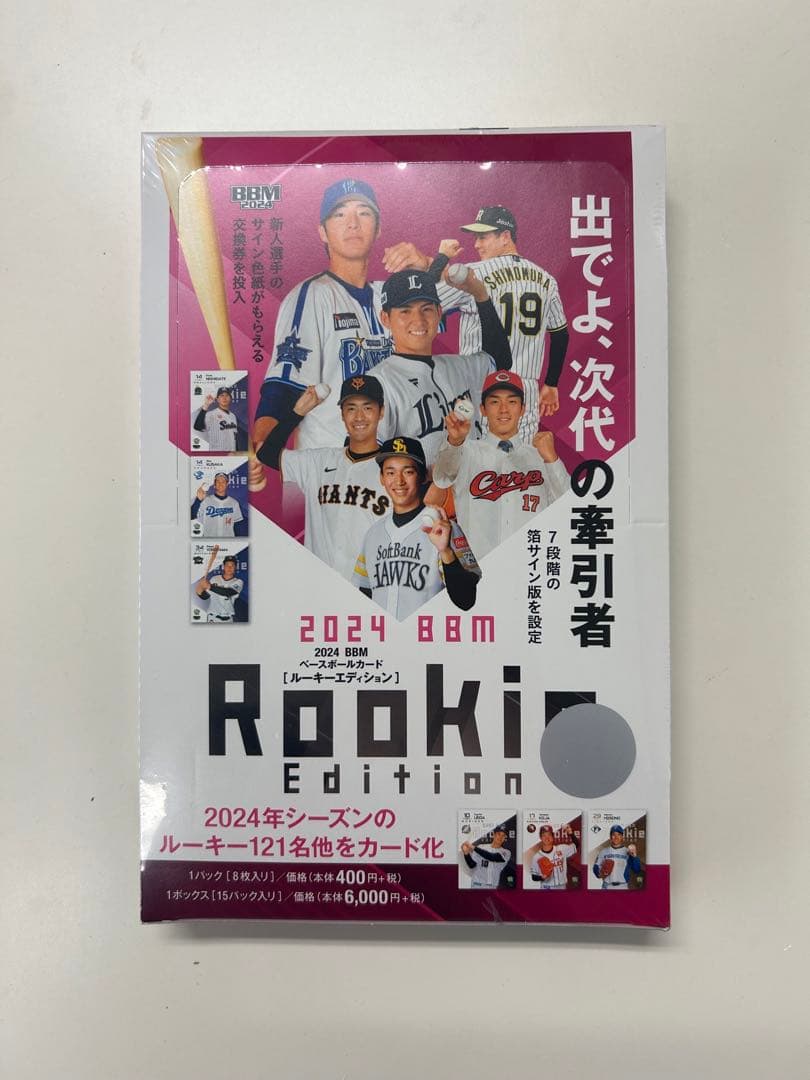 BBM
2024
新人選手の
サイン色紙がもらえる
交換券を投入
出でよ、次代の牽引者
7段階の
箔サイン版を設定
SHIMOMURA
19
nojima
L
GIANTS
SoftBank
HAWKS
Carp
17
2024 BBM
2024 BBM
ベースボールカード
[ルーキーエディション]
Rookie
Edition
2024年シーズンの
ルーキー121名他をカード化
1パック[8枚入り]/価格(本体400円+税)
1ボックス[15パック入り]/価格(本体6,000円+税)